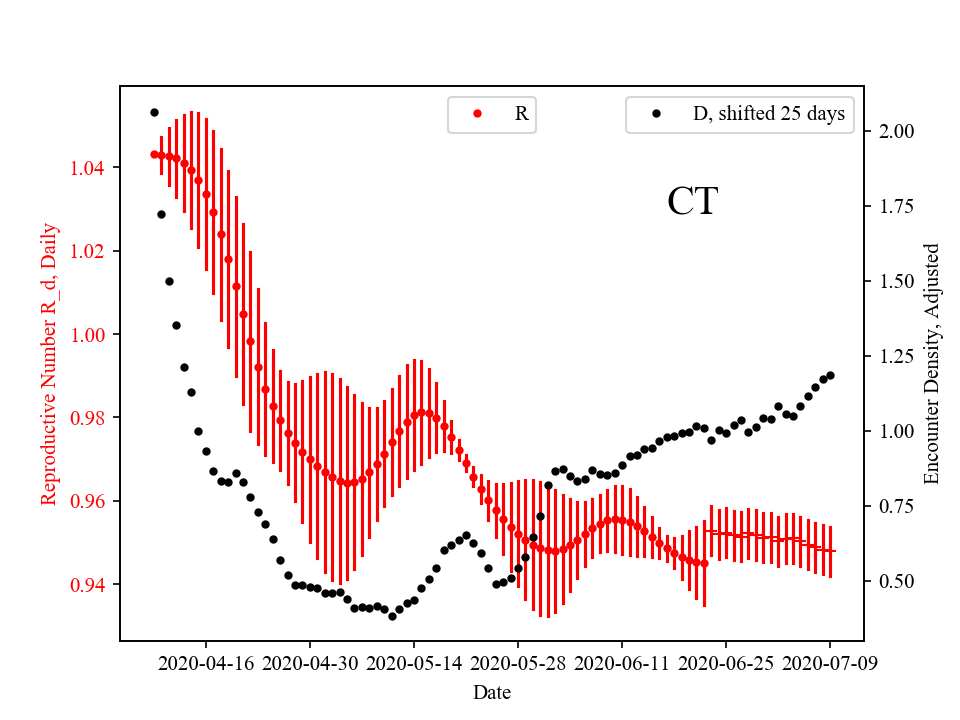 R
D, shifted 25 days
CT
1.04
1.02
1.00
0.98
0.96
0.94
Reproductive Number R_d, Daily
2.00
1.75
1.50
1.25
1.00
0.75
0.50
Encounter Density, Adjusted
2020-04-16 2020-04-30 2020-05-14 2020-05-28 2020-06-11 2020-06-25 2020-07-09
Date